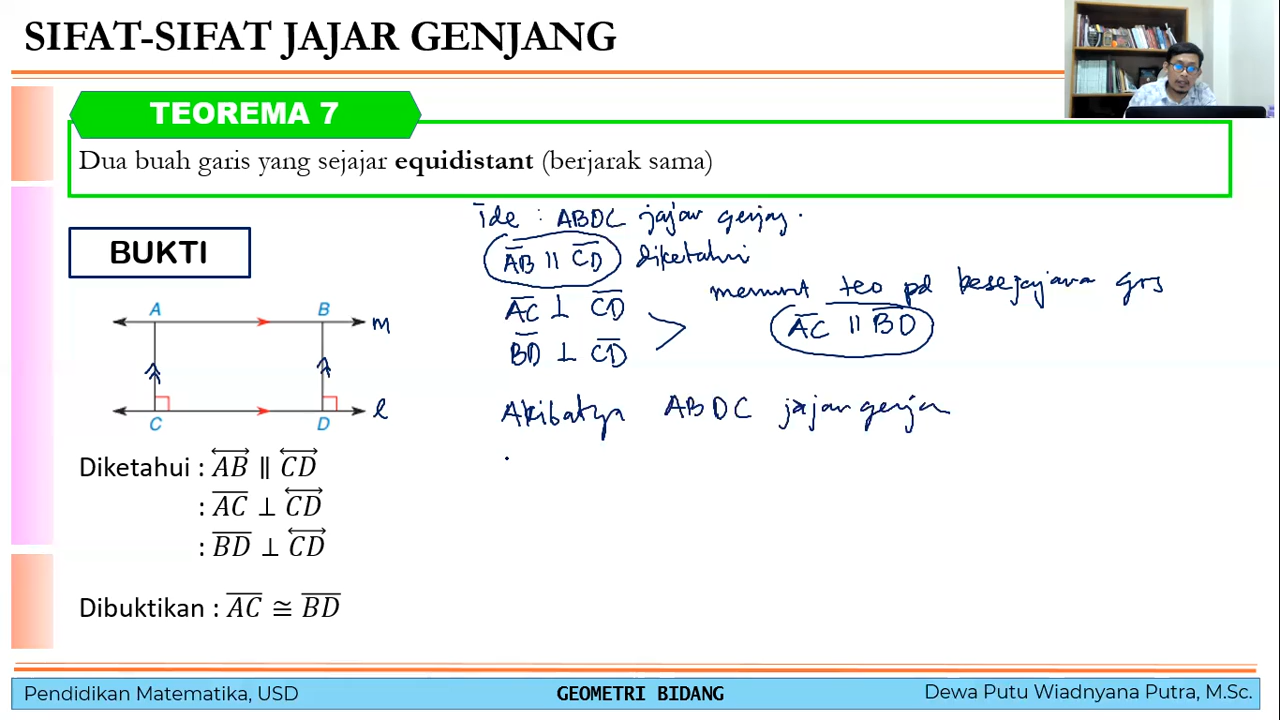 SIFAT-SIFAT JAJAR GENJANG
TEOREMA 7
Dua buah garis yang sejajar equidistant (berjarak sama)
BUKTI
A B m
C D ℓ
Diketahui : AB ∥ CD
: AC ⊥ CD
: BD ⊥ CD
Dibuktikan : AC ≅ BD
ide : ABDC jajar genjang.
AB ∥ CD diketahui
AC ⊥ CD
BD ⊥ CD
menurut teo pd kesejajaran grs
AC ∥ BD
Akibatnya ABDC jajar genjan
Pendidikan Matematika, USD
GEOMETRI BIDANG
Dewa Putu Wiadnyana Putra, M.Sc.